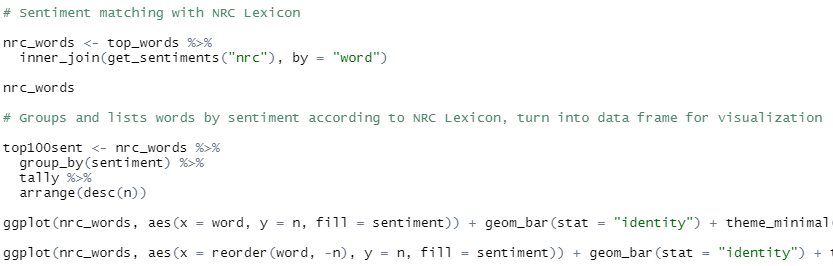 # Sentiment matching with NRC Lexicon
nrc_words <- top_words %>%
inner_join(get_sentiments("nrc"), by = "word")
nrc_words
# Groups and lists words by sentiment according to NRC Lexicon, turn into data frame for visualization
top100sent <- nrc_words %>%
group_by(sentiment) %>%
tally %>%
arrange(desc(n))
ggplot(nrc_words, aes(x = word, y = n, fill = sentiment)) + geom_bar(stat = "identity") + theme_minimal(
ggplot(nrc_words, aes(x = reorder(word, -n), y = n, fill = sentiment)) + geom_bar(stat = "identity") +